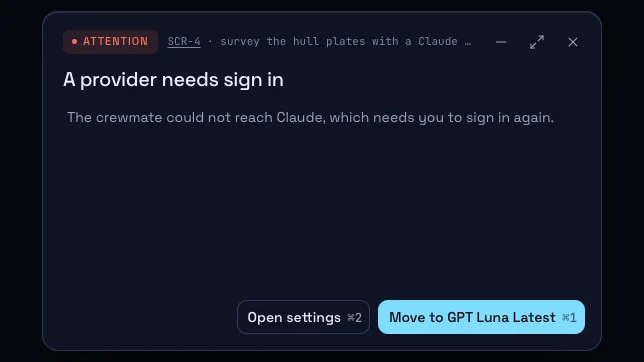 ATTENTION SCR-4 · survey the hull plates with a Claude …
A provider needs sign in
The crewmate could not reach Claude, which needs you to sign in again.
Open settings ⌘2 Move to GPT Luna Latest ⌘1